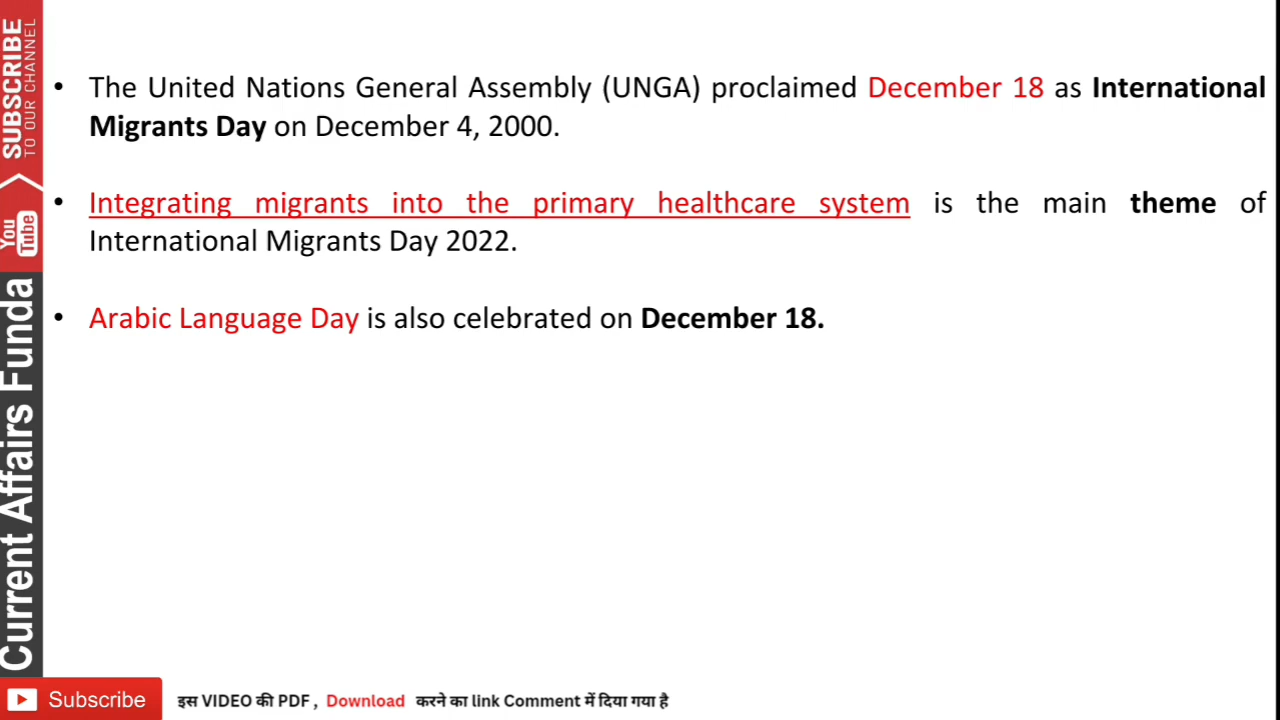 SUBSCRIBE
TO OUR CHANNEL
You
Tube
Current Affairs Funda
• The United Nations General Assembly (UNGA) proclaimed December 18 as International
Migrants Day on December 4, 2000.
• Integrating migrants into the primary healthcare system is the main theme of
International Migrants Day 2022.
• Arabic Language Day is also celebrated on December 18.
Subscribe
इस VIDEO की PDF , Download करने का link Comment में दिया गया है